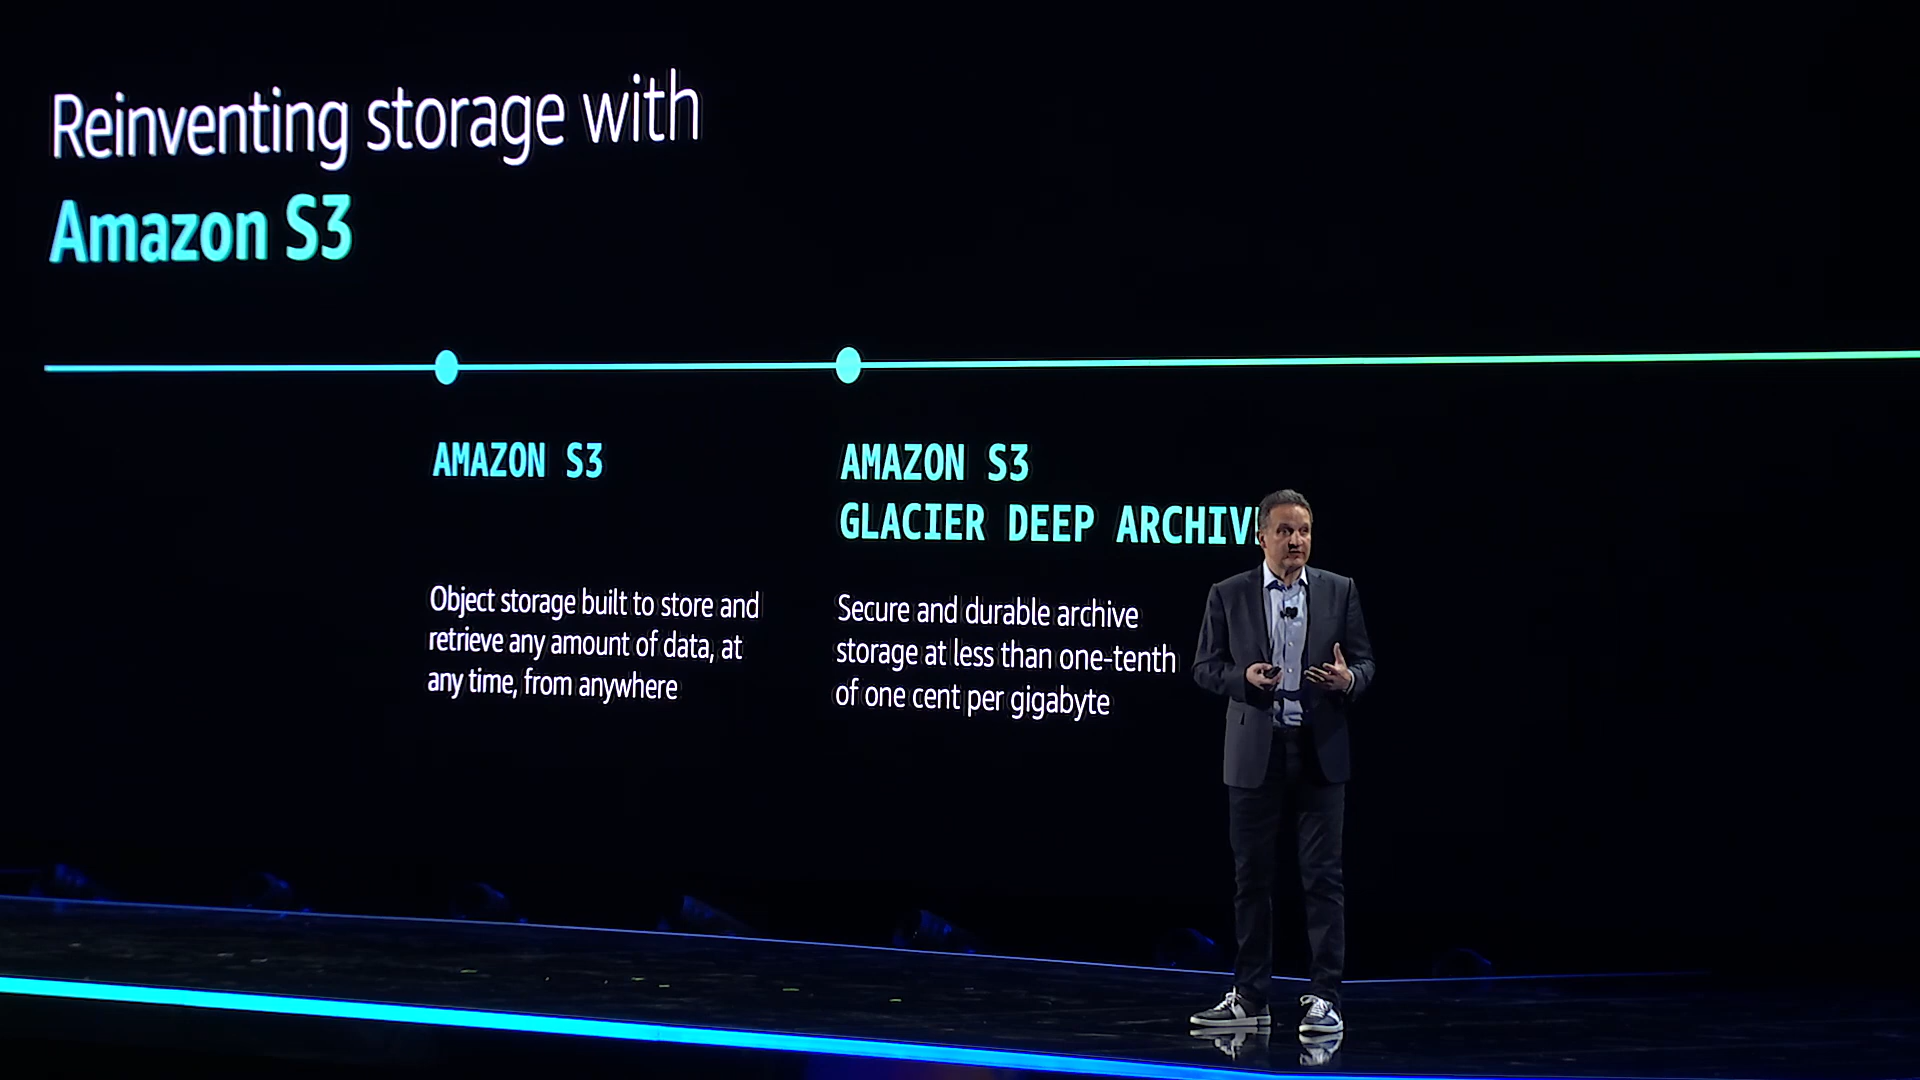 Reinventing storage with
Amazon S3
AMAZON S3
Object storage built to store and
retrieve any amount of data, at
any time, from anywhere
AMAZON S3
GLACIER DEEP ARCHIV
Secure and durable archive
storage at less than one-tenth
of one cent per gigabyte